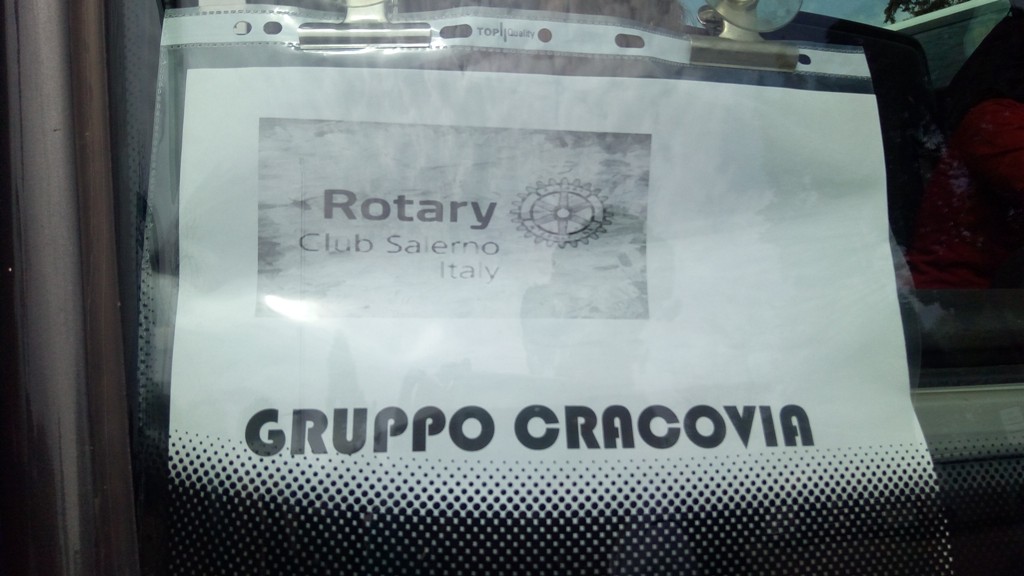 TOP Quality
Rotary
Club Salerno
Italy
GRUPPO CRACOVIA